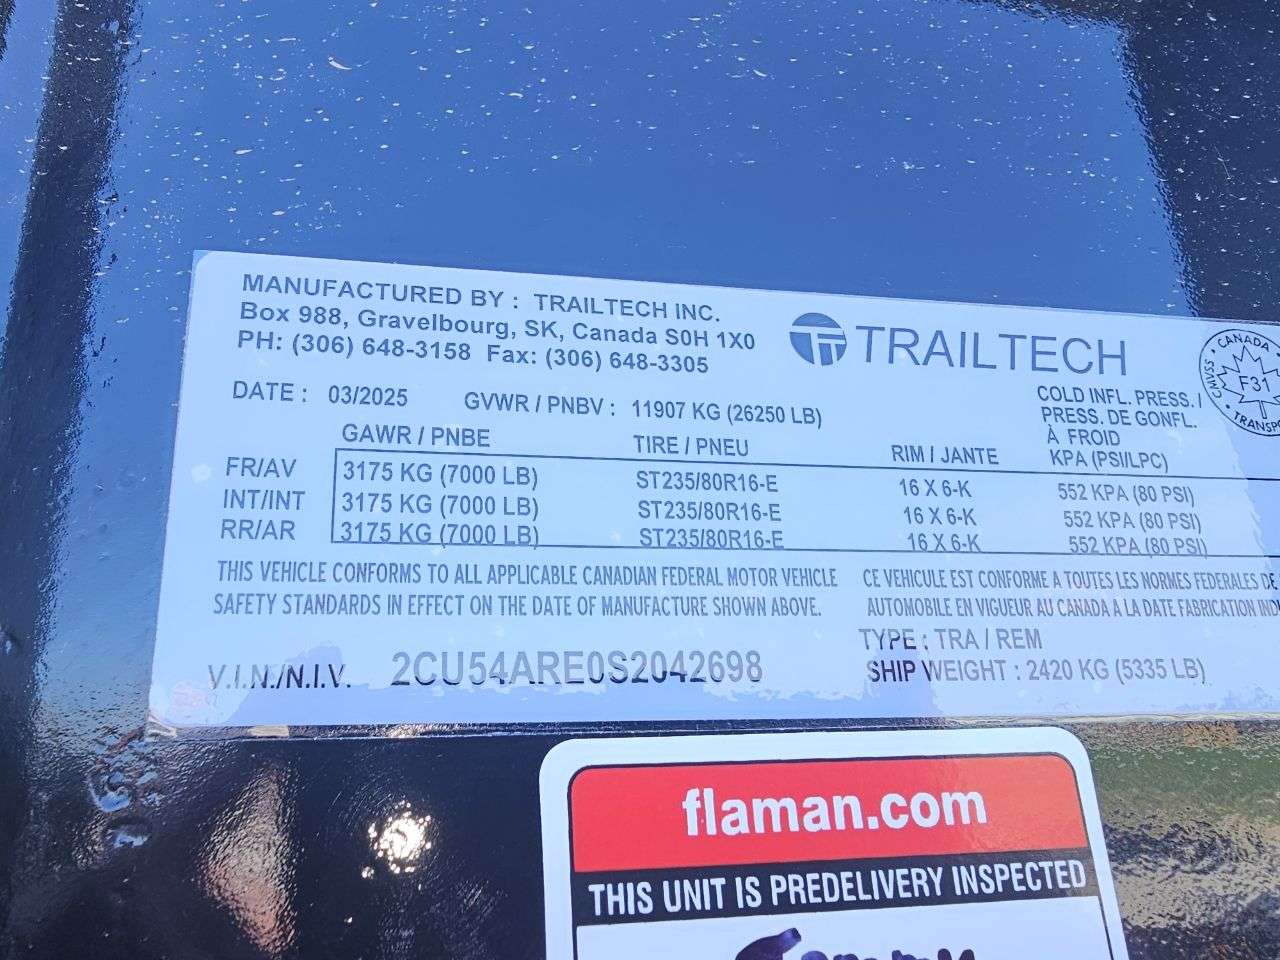 MANUFACTURED BY : TRAILTECH INC.
Box 988, Gravelbourg, SK, Canada S0H 1X0
PH: (306) 648-3158 Fax: (306) 648-3305
TRAILTECH
CANADA
CMVSS
F31
DATE : 03/2025 GVWR / PNBV : 11907 KG (26250 LB)
COLD INFL. PRESS. /
PRESS. DE GONFL.
À FROID
KPA (PSI/LPC)
GAWR / PNBE TIRE / PNEU RIM / JANTE
FR/AV 3175 KG (7000 LB) ST235/80R16-E 16 X 6-K 552 KPA (80 PSI)
INT/INT 3175 KG (7000 LB) ST235/80R16-E 16 X 6-K 552 KPA (80 PSI)
RR/AR 3175 KG (7000 LB) ST235/80R16-E 16 X 6-K 552 KPA (80 PSI)
THIS VEHICLE CONFORMS TO ALL APPLICABLE CANADIAN FEDERAL MOTOR VEHICLE
SAFETY STANDARDS IN EFFECT ON THE DATE OF MANUFACTURE SHOWN ABOVE.
CE VEHICULE EST CONFORME A TOUTES LES NORMES FEDERALES DE
AUTOMOBILE EN VIGUEUR AU CANADA A LA DATE FABRICATION
TYPE : TRA / REM
V.I.N./N.I.V. 2CU54ARE0S2042698
SHIP WEIGHT : 2420 KG (5335 LB)
flaman.com
THIS UNIT IS PREDELIVERY INSPECTED